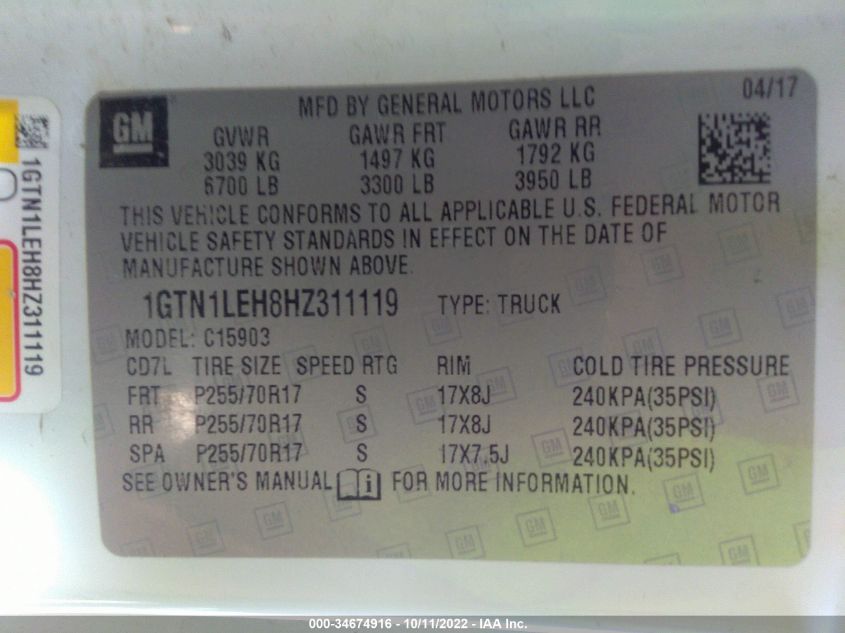 GM
MFD BY GENERAL MOTORS LLC
04/17
GVWR GAWR FRT GAWR RR
3039 KG 1497 KG 1792 KG
6700 LB 3300 LB 3950 LB
THIS VEHICLE CONFORMS TO ALL APPLICABLE U.S. FEDERAL MOTOR
VEHICLE SAFETY STANDARDS IN EFFECT ON THE DATE OF
MANUFACTURE SHOWN ABOVE.
1GTN1LEH8HZ311119 TYPE: TRUCK
MODEL: C15903
CD7L TIRE SIZE SPEED RTG RIM COLD TIRE PRESSURE
FRT P255/70R17 S 17X8J 240KPA(35PSI)
RR P255/70R17 S 17X8J 240KPA(35PSI)
SPA P255/70R17 S 17X7.5J 240KPA(35PSI)
SEE OWNER'S MANUAL i FOR MORE INFORMATION.
1GTN1LEH8HZ311119
000-34674916 - 10/11/2022 - IAA Inc.